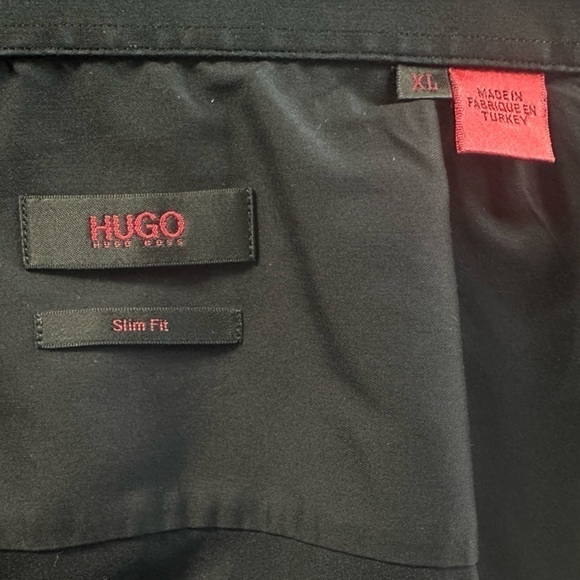 XL
MADE IN
FABRIQUE EN
TURKEY
HUGO
HUGO BOSS
Slim Fit